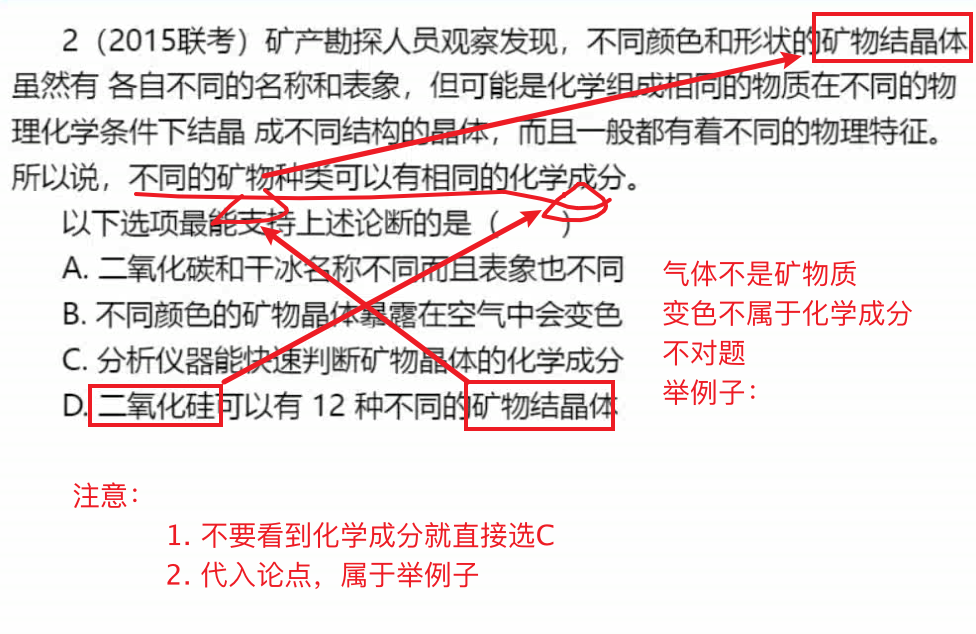 2（2015联考）矿产勘探人员观察发现，不同颜色和形状的矿物结晶体
虽然有 各自不同的名称和表象，但可能是化学组成相同的物质在不同的物
理化学条件下结晶 成不同结构的晶体，而且一般都有着不同的物理特征。
所以说，不同的矿物种类可以有相同的化学成分。
以下选项最能支持上述论断的是（　　）
A. 二氧化碳和干冰名称不同而且表象也不同
气体不是矿物质
B. 不同颜色的矿物晶体暴露在空气中会变色
变色不属于化学成分
C. 分析仪器能快速判断矿物晶体的化学成分
不对题
D. 二氧化硅可以有 12 种不同的矿物结晶体
举例子：
注意：
1. 不要看到化学成分就直接选C
2. 代入论点，属于举例子